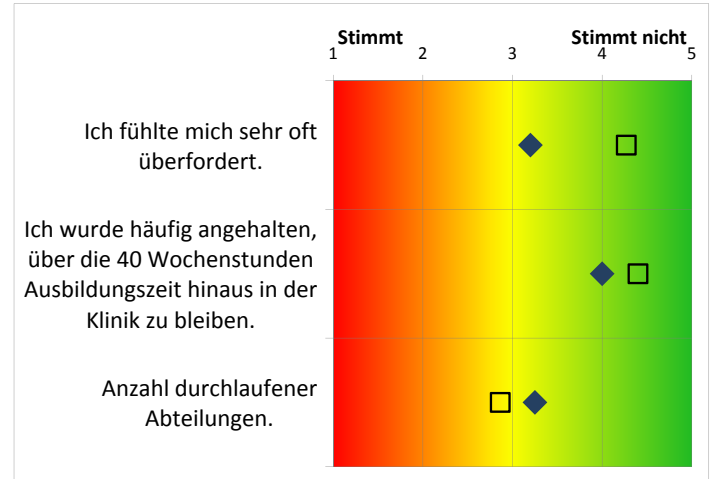 Stimmt Stimmt nicht
1 2 3 4 5
Ich fühlte mich sehr oft
überfordert.
Ich wurde häufig angehalten,
über die 40 Wochenstunden
Ausbildungszeit hinaus in der
Klinik zu bleiben.
Anzahl durchlaufener
Abteilungen.